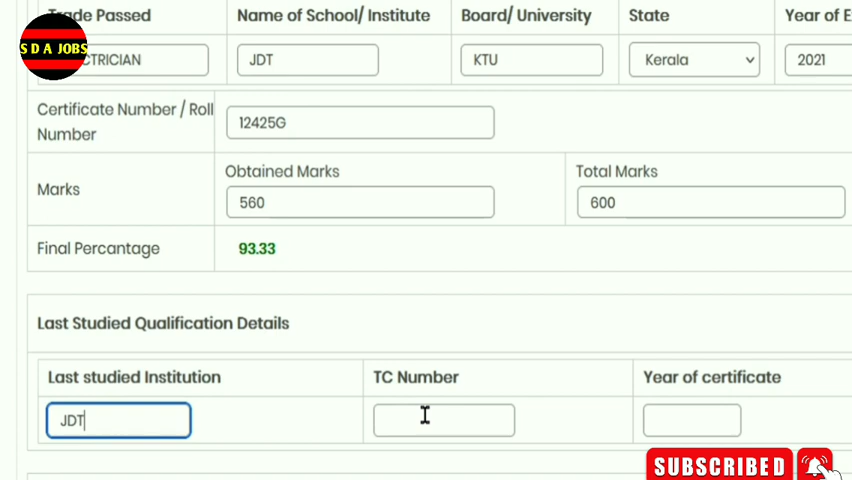 Trade Passed
Name of School/ Institute
Board/ University
State
Year of E
S D A JOBS
CTRICIAN
JDT
KTU
Kerala
2021
Certificate Number / Roll
Number
12425G
Marks
Obtained Marks
Total Marks
560
600
Final Percantage
93.33
Last Studied Qualification Details
Last studied Institution
TC Number
Year of certificate
JDT
SUBSCRIBED